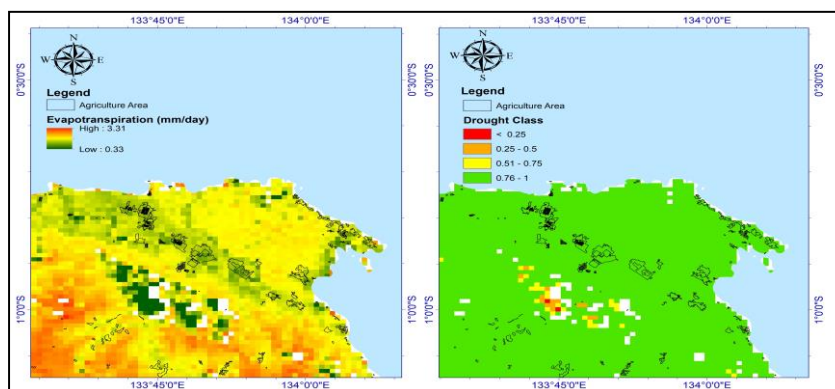 133°45'0"E 134°0'0"E
N
W E
S
Legend
Agriculture Area
Evapotranspiration (mm/day)
High : 3.31
Low : 0.33
0°30'0"S
1°0'0"S
133°45'0"E 134°0'0"E
133°45'0"E 134°0'0"E
N
W E
S
Legend
Agriculture Area
Drought Class
< 0.25
0.25 - 0.5
0.51 - 0.75
0.76 - 1
0°30'0"S
1°0'0"S
133°45'0"E 134°0'0"E